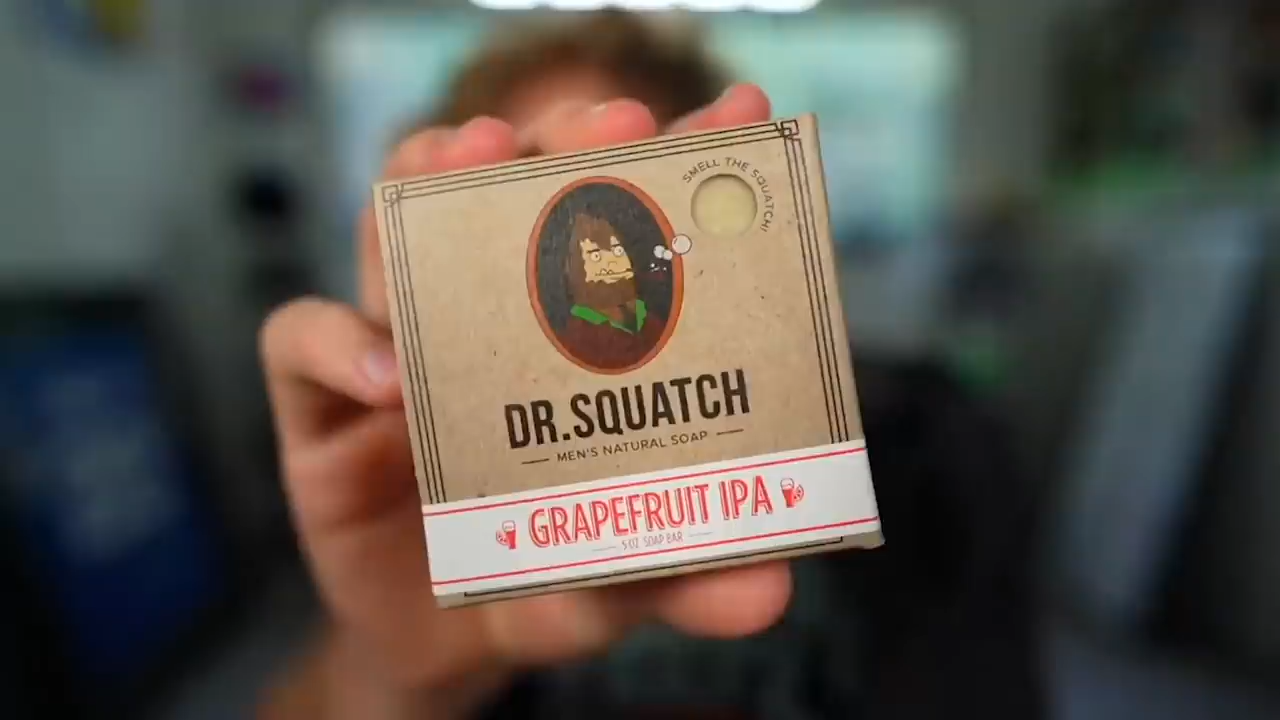 SMELL THE SQUATCH!
DR.SQUATCH
MEN'S NATURAL SOAP
GRAPEFRUIT IPA
5 OZ SOAP BAR